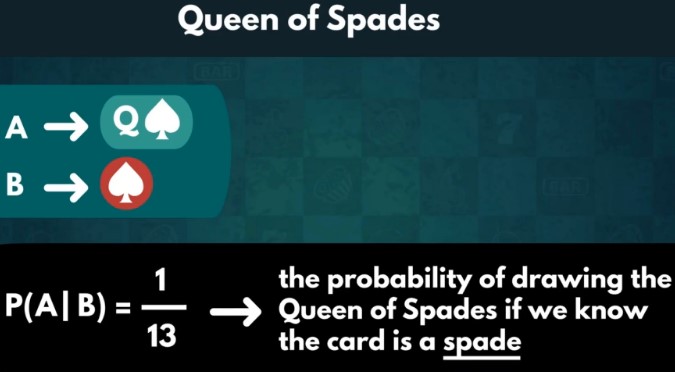 Queen of Spades
A → Q♠
B → ♠
P(A|B) = 1/13 →
the probability of drawing the
Queen of Spades if we know
the card is a spade